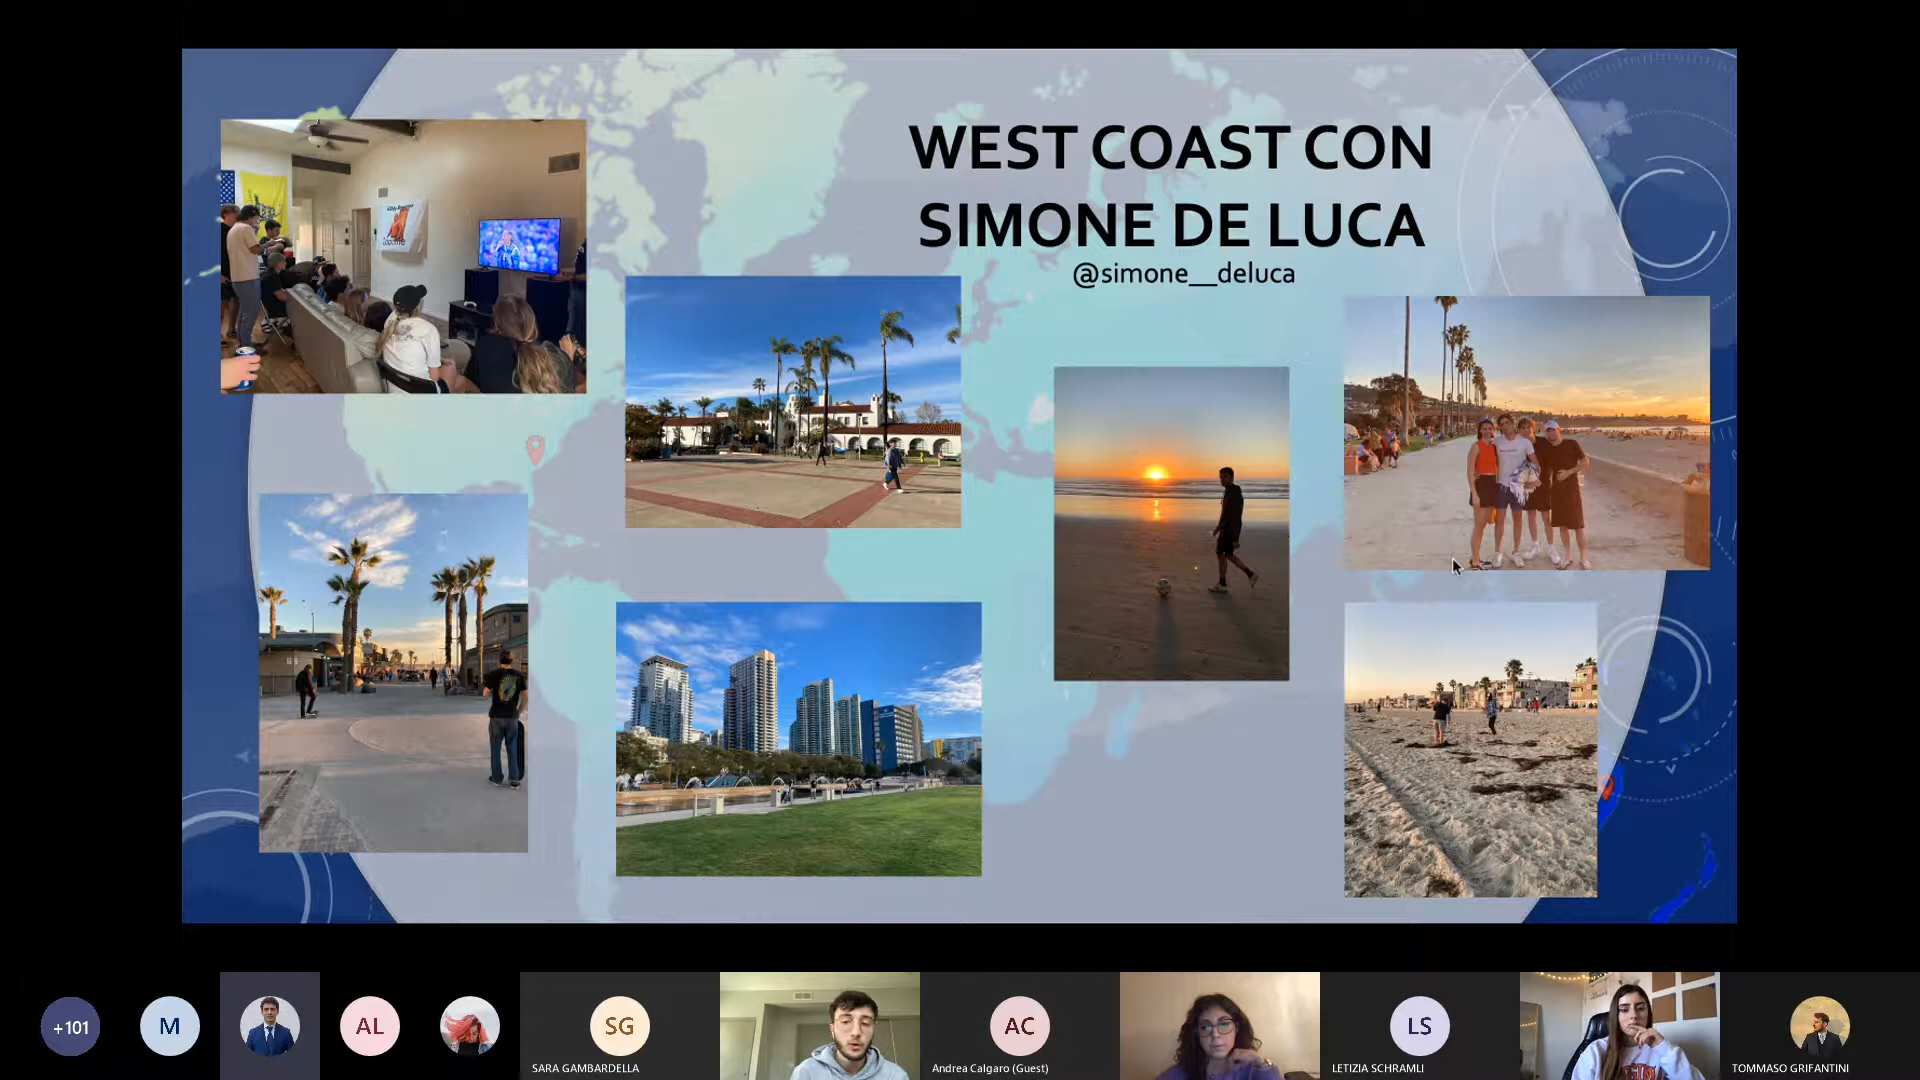 WEST COAST CON
SIMONE DE LUCA
@simone__deluca
+101
M
AL
SG
SARA GAMBARDELLA
AC
Andrea Calgaro (Guest)
LS
LETIZIA SCHRAMLI
TOMMASO GRIFANTINI